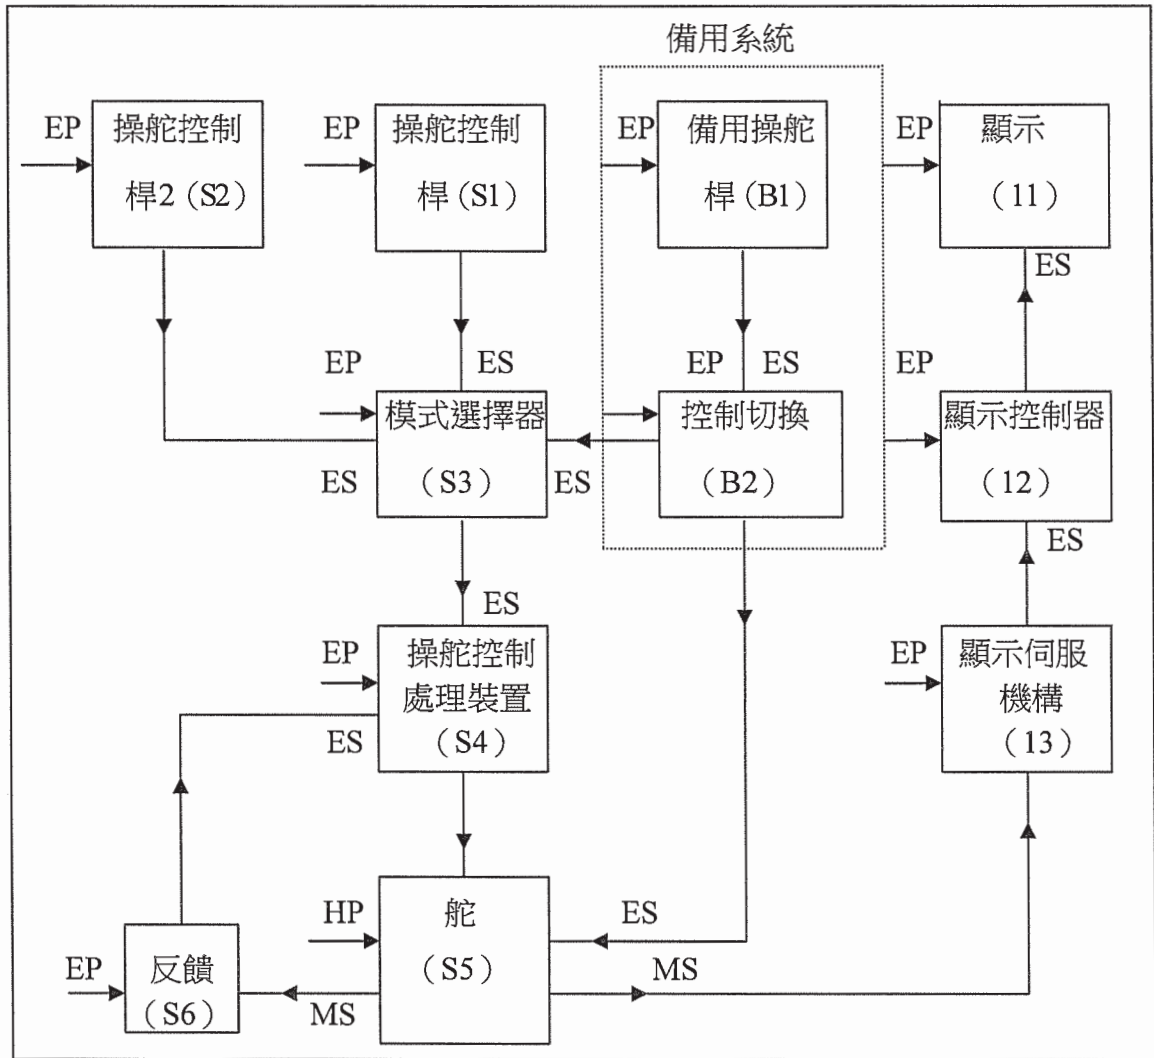 備用系統
EP
操舵控制
桿2(S2)
EP
操舵控制
桿(S1)
EP
備用操舵
桿(B1)
EP
顯示
(11)
ES
EP
ES
EP
ES
EP
模式選擇器
(S3)
ES
ES
控制切換
(B2)
顯示控制器
(12)
ES
ES
EP
操舵控制
處理裝置
(S4)
ES
EP
顯示伺服
機構
(13)
HP
舵
(S5)
ES
MS
EP
反饋
(S6)
MS